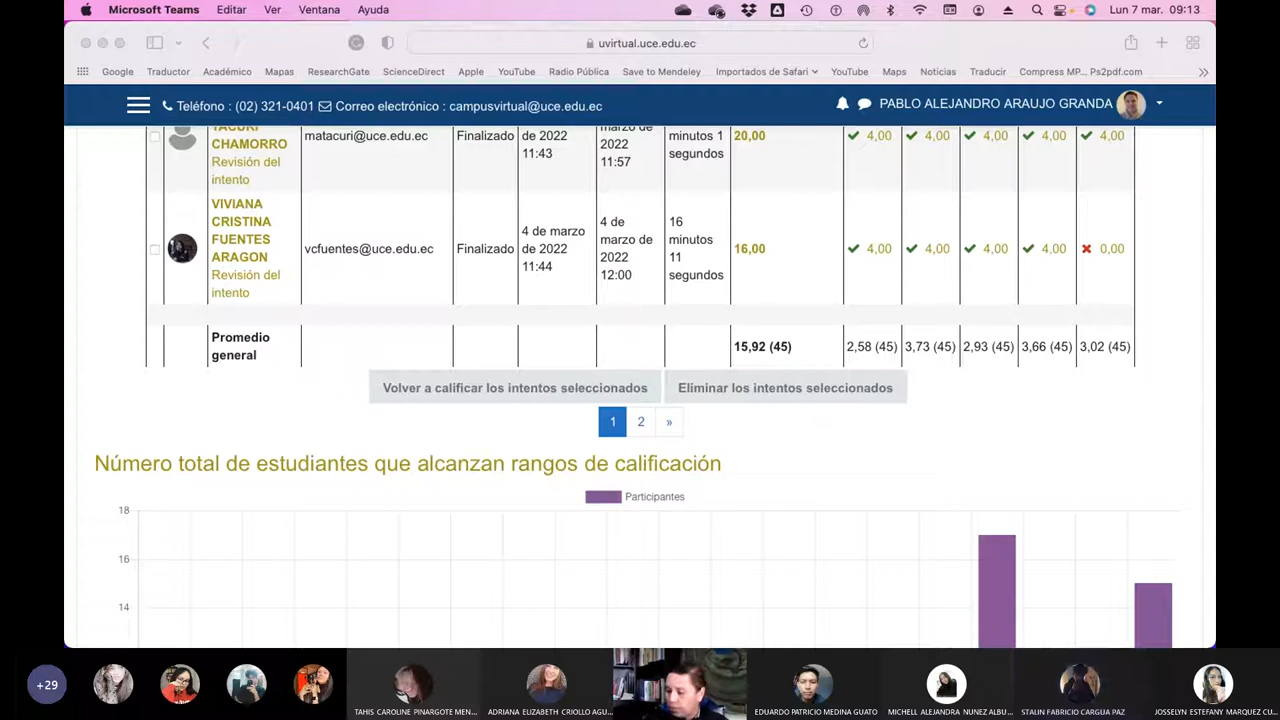 Microsoft Teams Editar Ver Ventana Ayuda Lun 7 mar. 09:13
uvirtual.uce.edu.ec
Google Traductor Académico Mapas ResearchGate ScienceDirect Apple YouTube Radio Pública Save to Mendeley Importados de Safari YouTube Maps Noticias Traducir Compress MP... Ps2pdf.com
Teléfono : (02) 321-0401 Correo electrónico : campusvirtual@uce.edu.ec PABLO ALEJANDRO ARAUJO GRANDA
TACURI
CHAMORRO
Revisión del
intento
matacuri@uce.edu.ec
Finalizado
de 2022
11:43
marzo de
2022
11:57
minutos 1
segundos
20,00
4,00 4,00 4,00 4,00 4,00
VIVIANA
CRISTINA
FUENTES
ARAGON
Revisión del
intento
vcfuentes@uce.edu.ec
Finalizado
4 de marzo
de 2022
11:44
4 de
marzo de
2022
12:00
16
minutos
11
segundos
16,00
4,00 4,00 4,00 4,00 0,00
Promedio
general
15,92 (45) 2,58 (45) 3,73 (45) 2,93 (45) 3,66 (45) 3,02 (45)
Volver a calificar los intentos seleccionados Eliminar los intentos seleccionados
1 2 »
Número total de estudiantes que alcanzan rangos de calificación
Participantes
18
16
14
+29
TAHIS CAROLINE PINARGOTE MEN... ADRIANA ELIZABETH CRIOLLO AGU... EDUARDO PATRICIO MEDINA GUATO MICHELL ALEJANDRA NUNEZ ALBU... STALIN FABRICIO CARGUA PAZ JOSSELYN ESTEFANY MARQUEZ CU...